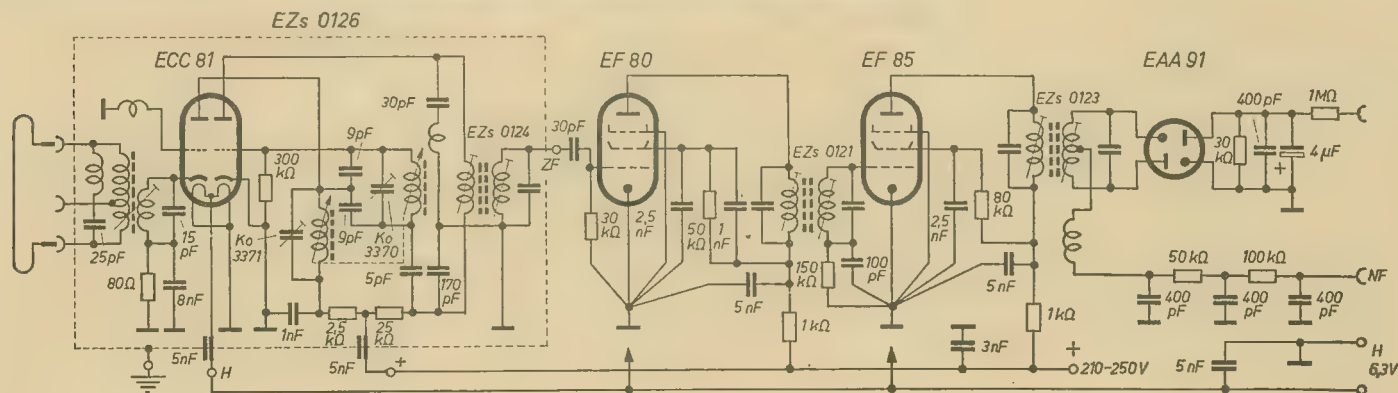 EZs 0126
ECC 81
EF 80
EF 85
EAA 91
30pF
EZs 0124
30pF
ZF
9pF
300
kΩ
9pF
Ko
3371
Ko
3370
15
pF
25pF
80Ω
8nF
5pF
170
pF
1nF
2,5
kΩ
25
kΩ
5nF
H
5nF
+
30
kΩ
2,5
nF
50
kΩ
1
nF
EZs 0121
5nF
1kΩ
150
kΩ
100
pF
2,5
nF
80
kΩ
5nF
3nF
EZs 0123
1kΩ
+
210-250V
400pF
1MΩ
30
kΩ
+
4µF
50kΩ
100kΩ
NF
400
pF
400
pF
400
pF
5
nF
H
6,3V